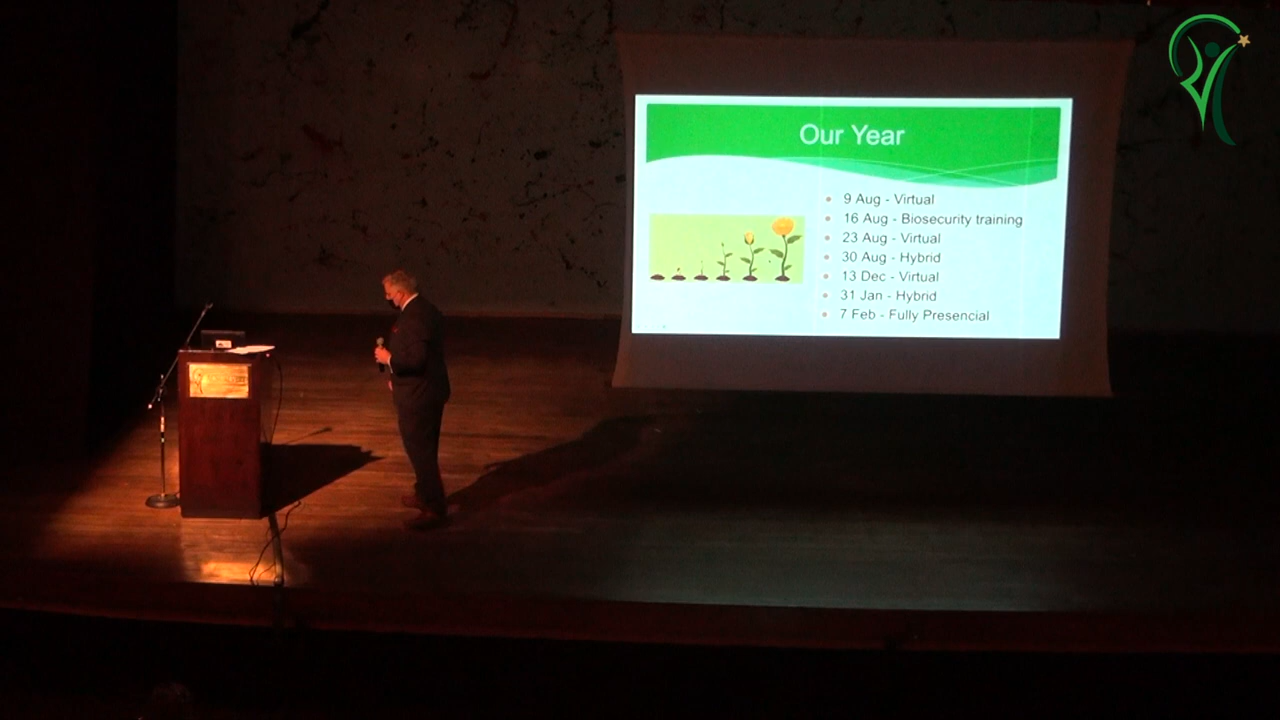 Our Year
9 Aug - Virtual
16 Aug - Biosecurity training
23 Aug - Virtual
30 Aug - Hybrid
13 Dec - Virtual
31 Jan - Hybrid
7 Feb - Fully Presencial